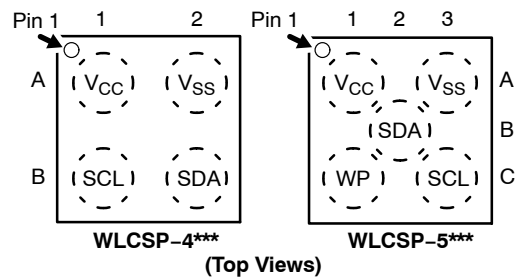 Pin 1 1 2 Pin 1 1 2 3
A VCC VSS VCC VSS A
SDA B
B SCL SDA WP SCL C
WLCSP–4*** WLCSP–5***
(Top Views)